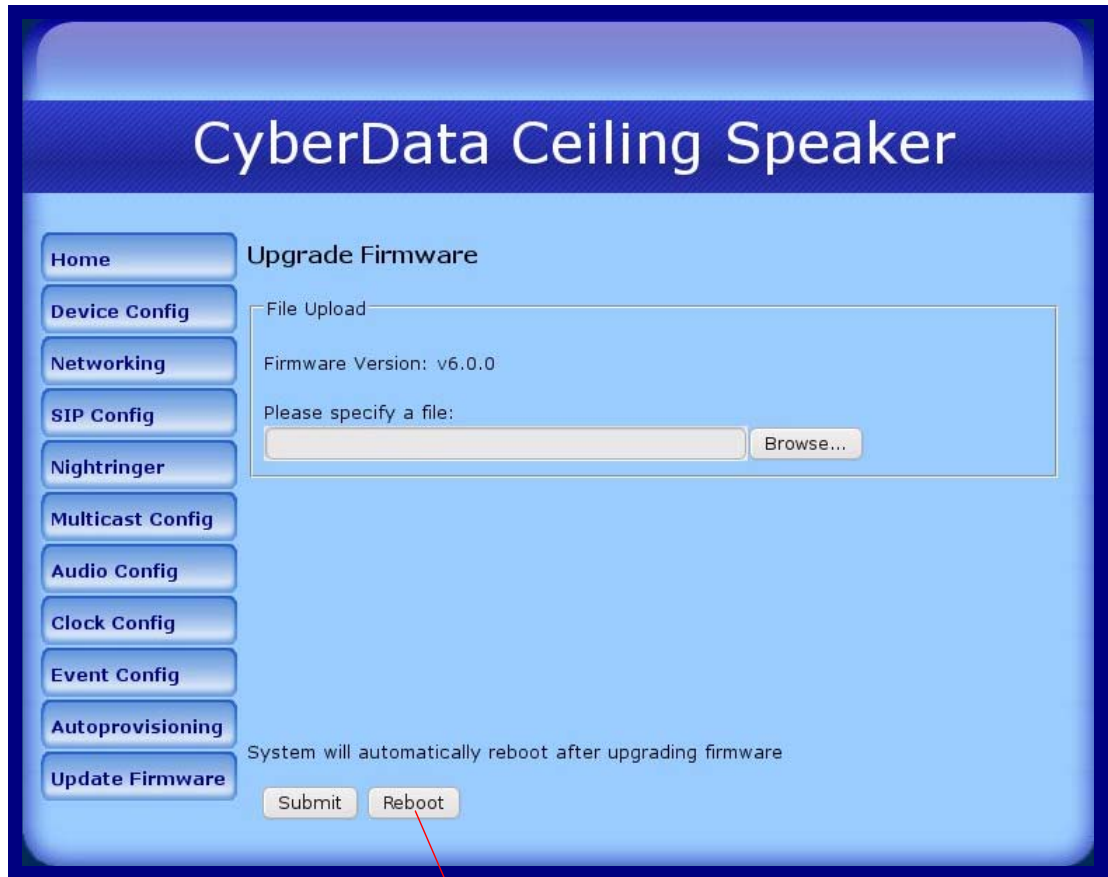 CyberData Ceiling Speaker
Home
Device Config
Networking
SIP Config
Nightringer
Multicast Config
Audio Config
Clock Config
Event Config
Autoprovisioning
Update Firmware
Upgrade Firmware
File Upload
Firmware Version: v6.0.0
Please specify a file:
Browse...
System will automatically reboot after upgrading firmware
Submit Reboot